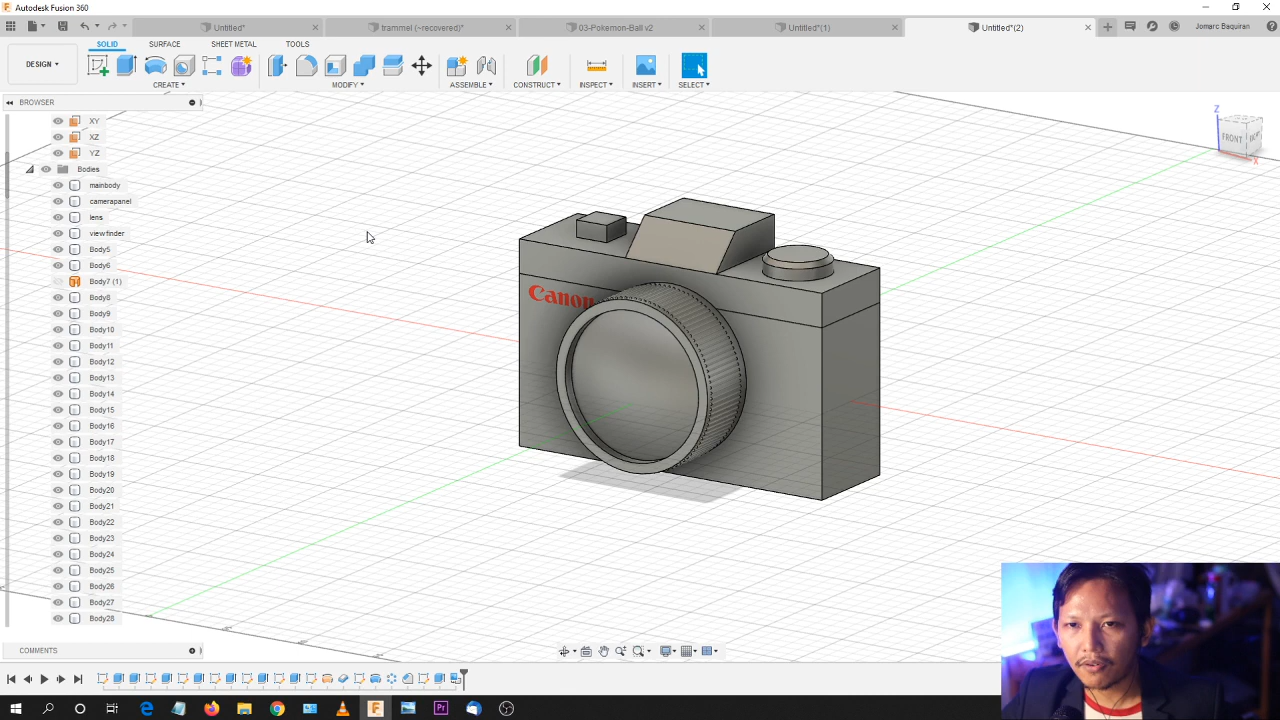 Autodesk Fusion 360
Untitled*
trammel (~recovered)*
03-Pokemon-Ball v2
Untitled*(1)
Untitled*(2)
Jomarc Baquiran
DESIGN
SOLID
SURFACE
SHEET METAL
TOOLS
CREATE
MODIFY
ASSEMBLE
CONSTRUCT
INSPECT
INSERT
SELECT
BROWSER
XY
XZ
YZ
Bodies
mainbody
camerapanel
lens
viewfinder
Body5
Body6
Body7 (1)
Body8
Body9
Body10
Body11
Body12
Body13
Body14
Body15
Body16
Body17
Body18
Body19
Body20
Body21
Body22
Body23
Body24
Body25
Body26
Body27
Body28
Z
FRONT
X
Canon
COMMENTS